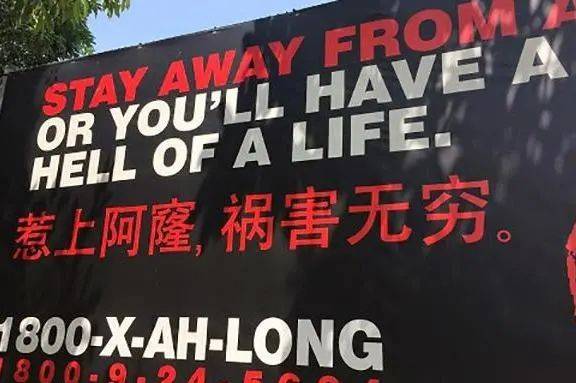 STAY AWAY FROM
OR YOU'LL HAVE A
HELL OF A LIFE.
惹上阿窿, 祸害无穷。
1800-X-AH-LONG